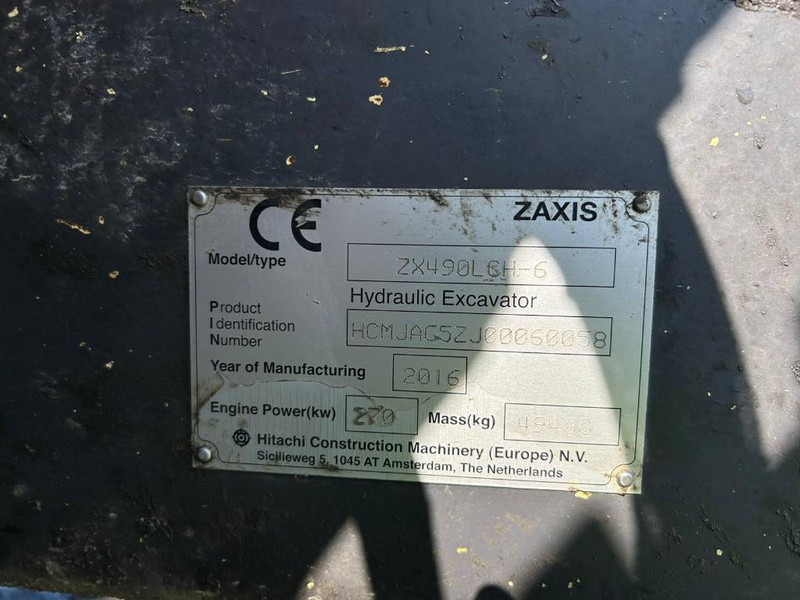 CE ZAXIS
Model/type ZX490LCH-6
Hydraulic Excavator
Product
Identification HCMJAG5ZJ00060058
Number
Year of Manufacturing 2016
Engine Power(kw) 270 Mass(kg) 49400
Hitachi Construction Machinery (Europe) N.V.
Sicilieweg 5, 1045 AT Amsterdam, The Netherlands